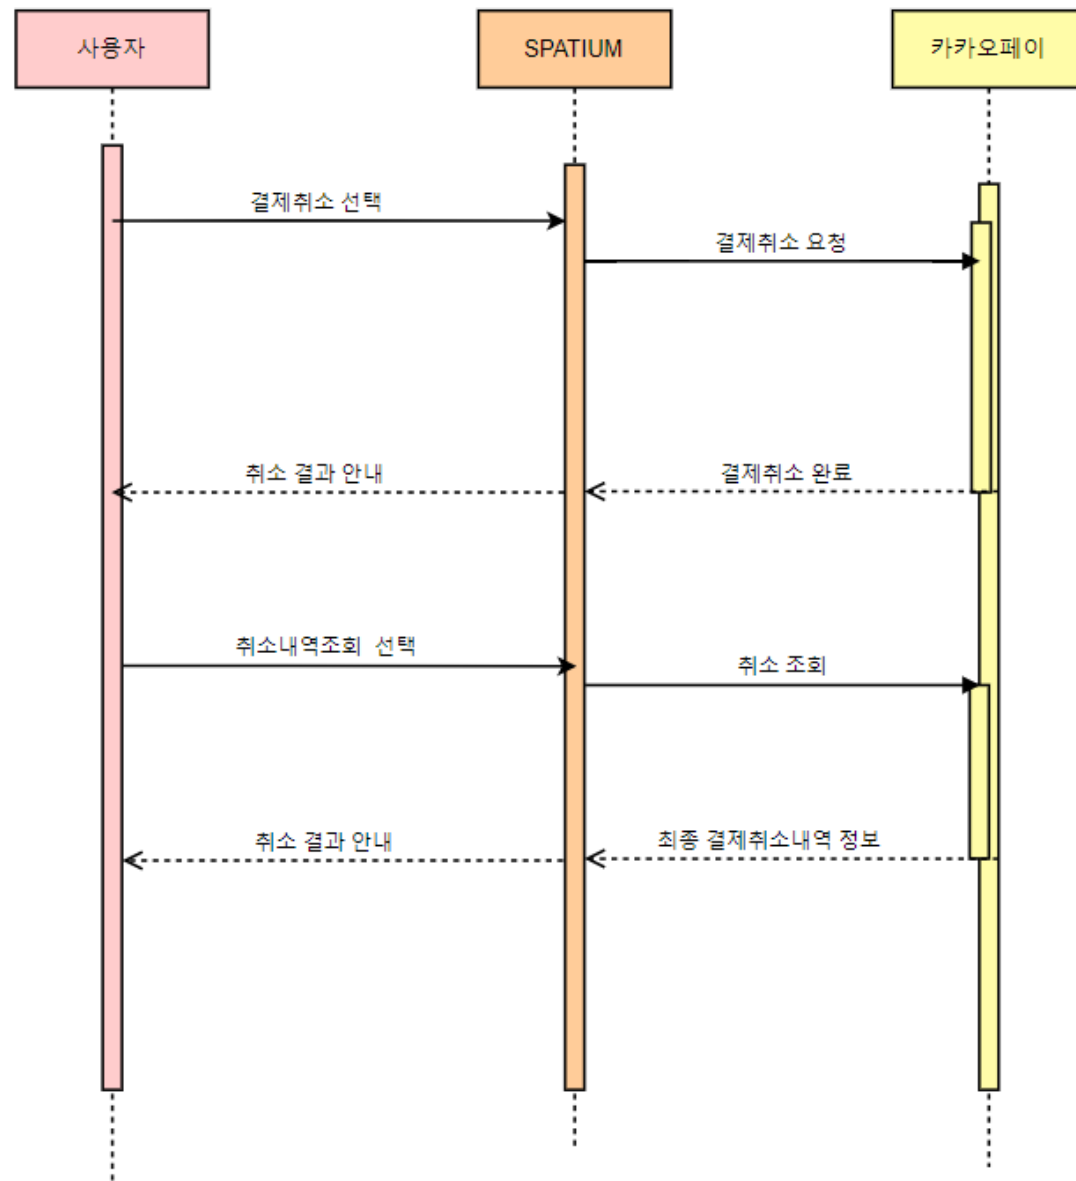 사용자
SPATIUM
카카오페이
결제취소 선택
결제취소 요청
취소 결과 안내
결제취소 완료
취소내역조회  선택
취소 조회
취소 결과 안내
최종 결제취소내역 정보